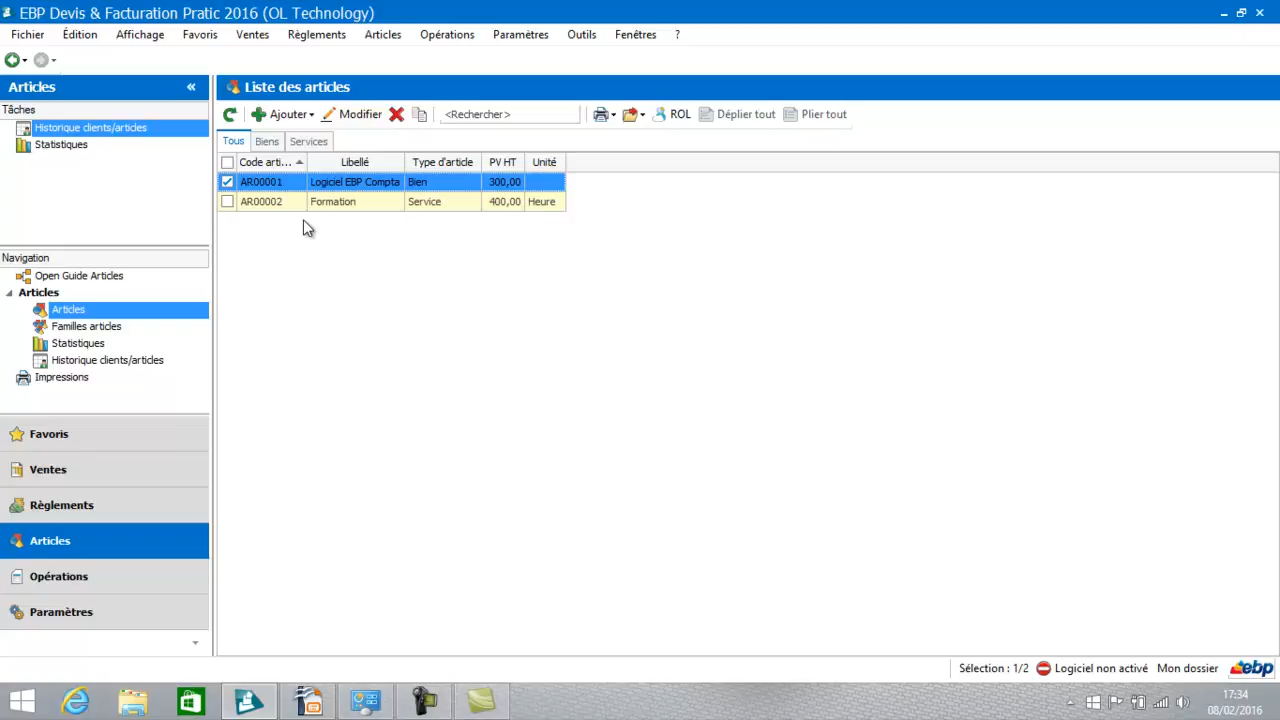 EBP Devis & Facturation Pratic 2016 (OL Technology)
Fichier Édition Affichage Favoris Ventes Règlements Articles Opérations Paramètres Outils Fenêtres ?
Articles «
Tâches
Historique clients/articles
Statistiques
Navigation
Open Guide Articles
Articles
Articles
Familles articles
Statistiques
Historique clients/articles
Impressions
Favoris
Ventes
Règlements
Articles
Opérations
Paramètres
Liste des articles
Ajouter Modifier <Rechercher> ROL Déplier tout Plier tout
Tous Biens Services
Code arti... Libellé Type d'article PV HT Unité
AR00001 Logiciel EBP Compta Bien 300,00
AR00002 Formation Service 400,00 Heure
Sélection : 1/2 Logiciel non activé Mon dossier ebp
17:34
08/02/2016